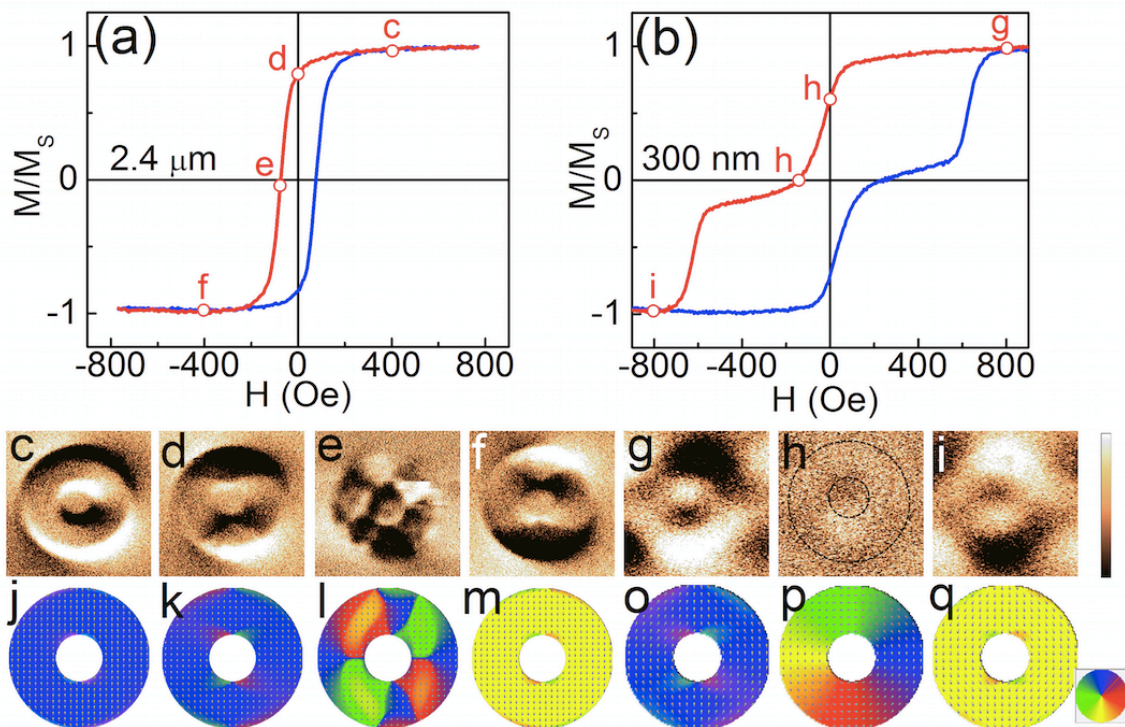 (a)
c
d
e
2.4 μm
f
M/M_S
1
0
-1
-800 -400 0 400 800
H (Oe)
(b)
g
h
h
300 nm
i
M/M_S
1
0
-1
-800 -400 0 400 800
H (Oe)
c d e f g h i
j k l m o p q